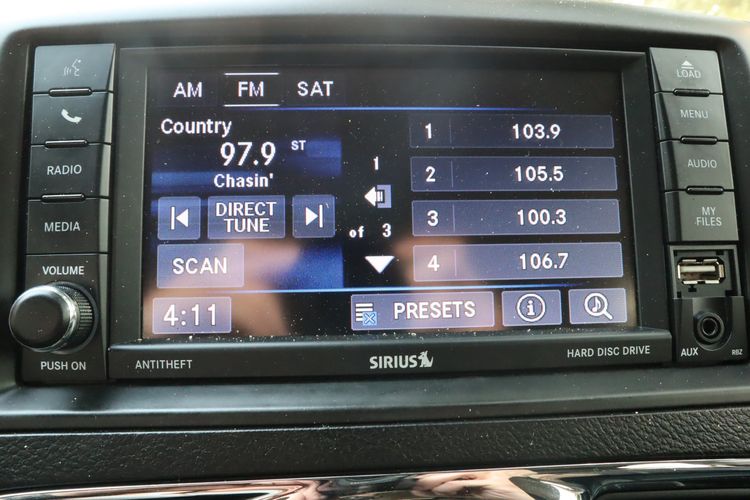 AM FM SAT
Country
97.9 ST
Chasin'
DIRECT
TUNE
SCAN
4:11
1
of 3
1 103.9
2 105.5
3 100.3
4 106.7
PRESETS
i
RADIO
MEDIA
VOLUME
PUSH ON
LOAD
MENU
AUDIO
MY
FILES
AUX
RBZ
ANTITHEFT
SIRIUS
HARD DISC DRIVE